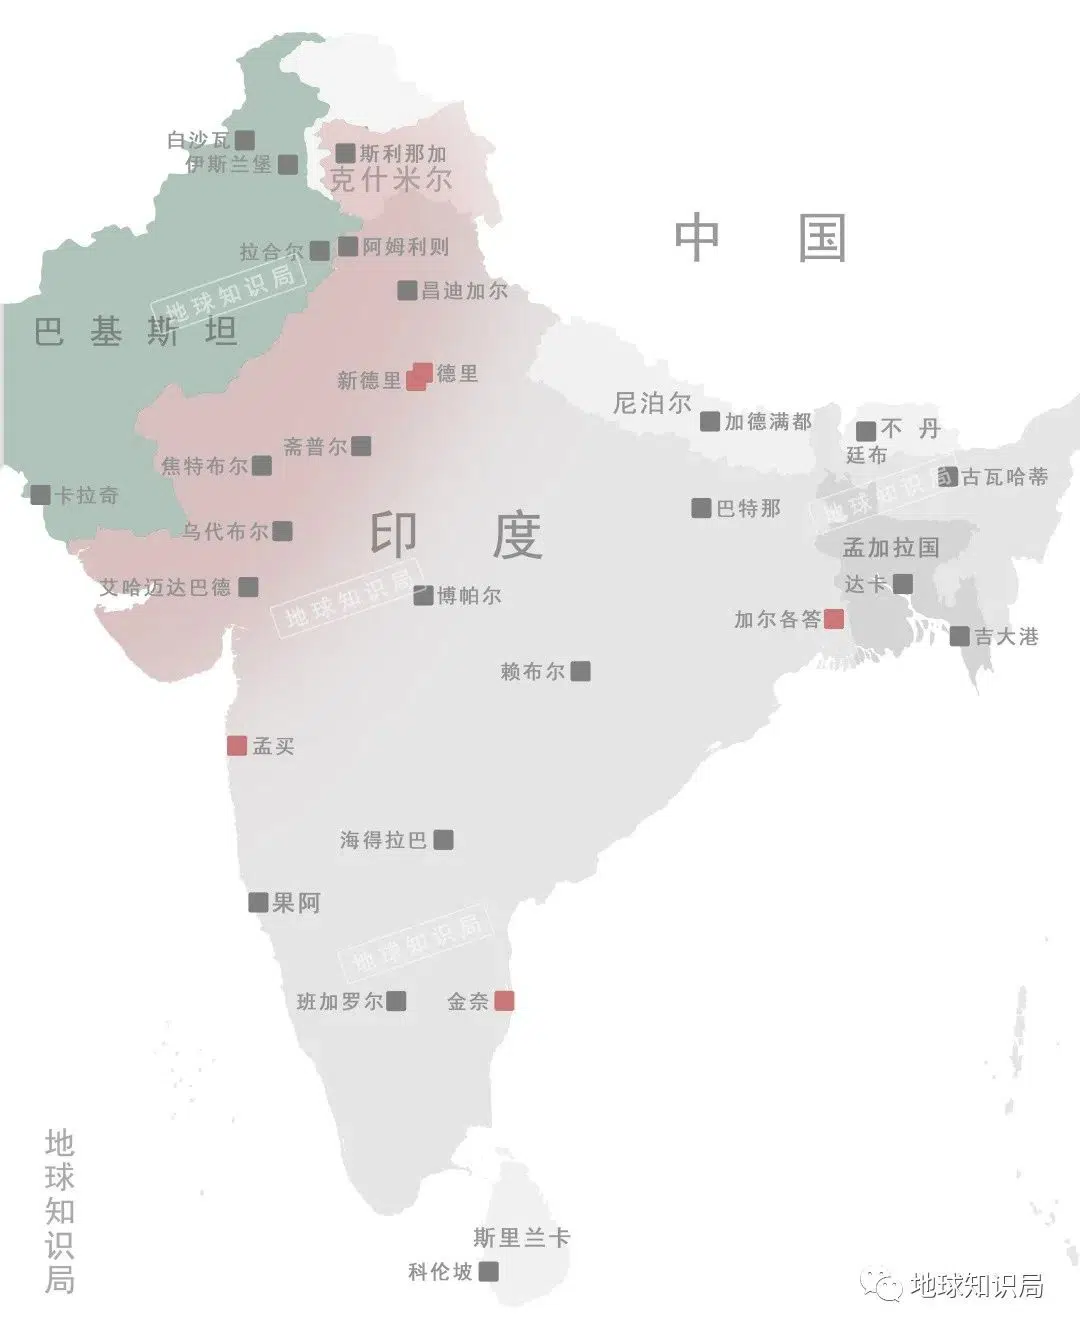 白沙瓦
伊斯兰堡
斯利那加
克什米尔
中 国
拉合尔
阿姆利则
昌迪加尔
地球知识局
巴基斯坦
新德里
德里
尼泊尔
加德满都
不 丹
廷布
斋普尔
焦特布尔
古瓦哈蒂
卡拉奇
巴特那
地球知识局
乌代布尔
印 度
孟加拉国
艾哈迈达巴德
博帕尔
达卡
地球知识局
加尔各答
吉大港
赖布尔
孟买
海得拉巴
果阿
地球知识局
班加罗尔
金奈
地球知识局
斯里兰卡
科伦坡
地球知识局